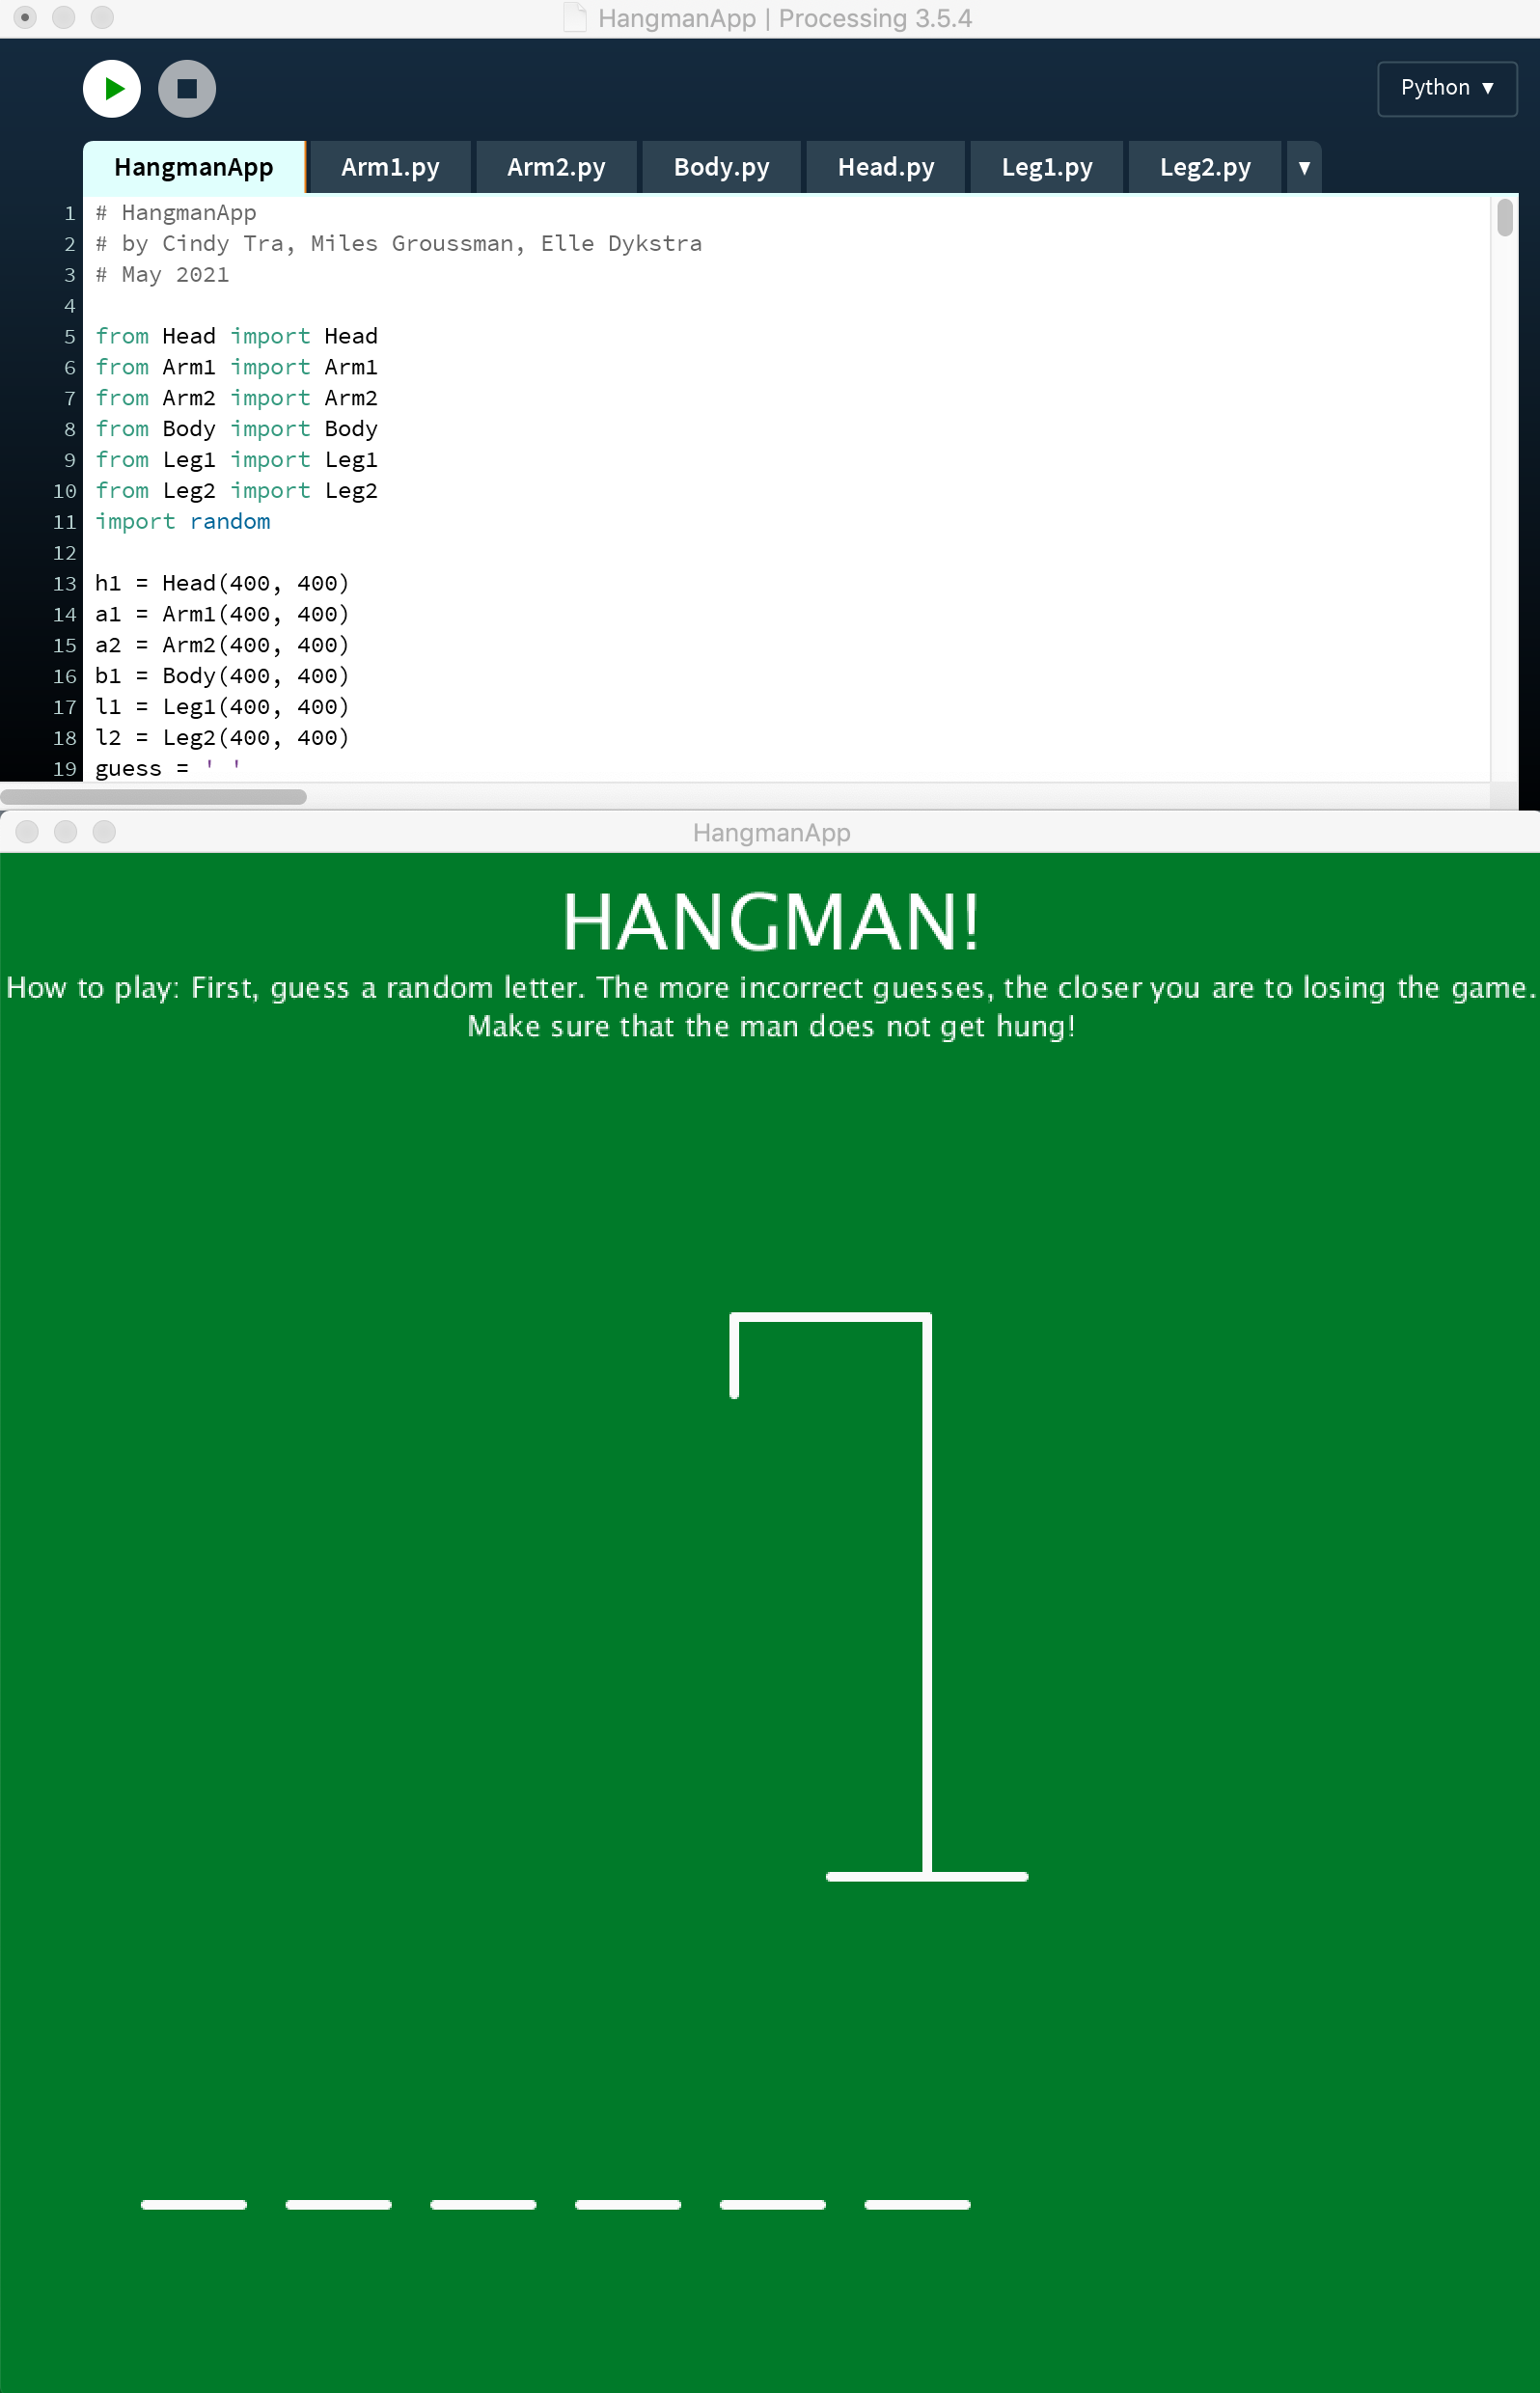 HangmanApp | Processing 3.5.4
Python ▼
HangmanApp Arm1.py Arm2.py Body.py Head.py Leg1.py Leg2.py ▼
1 # HangmanApp
2 # by Cindy Tra, Miles Groussman, Elle Dykstra
3 # May 2021
4
5 from Head import Head
6 from Arm1 import Arm1
7 from Arm2 import Arm2
8 from Body import Body
9 from Leg1 import Leg1
10 from Leg2 import Leg2
11 import random
12
13 h1 = Head(400, 400)
14 a1 = Arm1(400, 400)
15 a2 = Arm2(400, 400)
16 b1 = Body(400, 400)
17 l1 = Leg1(400, 400)
18 l2 = Leg2(400, 400)
19 guess = ' '
HangmanApp
HANGMAN!
How to play: First, guess a random letter. The more incorrect guesses, the closer you are to losing the game.
Make sure that the man does not get hung!